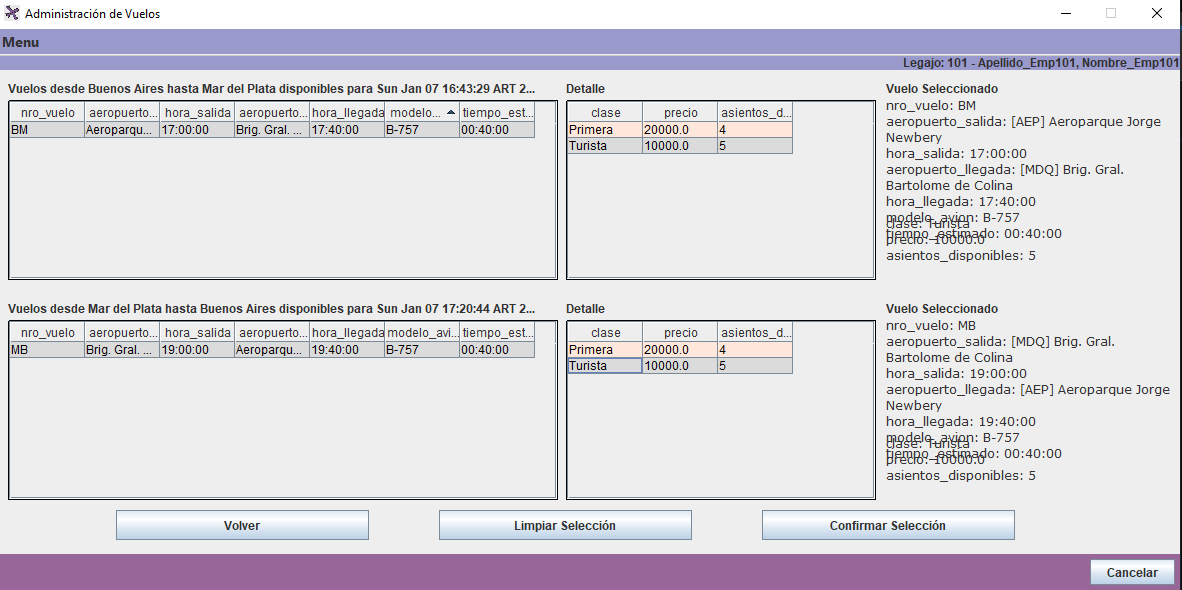 Administración de Vuelos
Menu
Legajo: 101 - Apellido_Emp101, Nombre_Emp101
Vuelos desde Buenos Aires hasta Mar del Plata disponibles para Sun Jan 07 16:43:29 ART 2...
nro_vuelo aeropuerto... hora_salida aeropuerto... hora_llegada modelo... tiempo_est...
BM Aeroparqu... 17:00:00 Brig. Gral. ... 17:40:00 B-757 00:40:00
Detalle
clase precio asientos_d...
Primera 20000.0 4
Turista 10000.0 5
Vuelo Seleccionado
nro_vuelo: BM
aeropuerto_salida: [AEP] Aeroparque Jorge
Newbery
hora_salida: 17:00:00
aeropuerto_llegada: [MDQ] Brig. Gral.
Bartolome de Colina
hora_llegada: 17:40:00
modelo_avion: B-757
clase: Turista
tiempo_estimado: 00:40:00
precio: 10000.0
asientos_disponibles: 5
Vuelos desde Mar del Plata hasta Buenos Aires disponibles para Sun Jan 07 17:20:44 ART 2...
nro_vuelo aeropuerto... hora_salida aeropuerto... hora_llegada modelo_avi... tiempo_est...
MB Brig. Gral. ... 19:00:00 Aeroparqu... 19:40:00 B-757 00:40:00
Detalle
clase precio asientos_d...
Primera 20000.0 4
Turista 10000.0 5
Vuelo Seleccionado
nro_vuelo: MB
aeropuerto_salida: [MDQ] Brig. Gral.
Bartolome de Colina
hora_salida: 19:00:00
aeropuerto_llegada: [AEP] Aeroparque Jorge
Newbery
hora_llegada: 19:40:00
modelo_avion: B-757
clase: Turista
tiempo_estimado: 00:40:00
precio: 10000.0
asientos_disponibles: 5
Volver
Limpiar Selección
Confirmar Selección
Cancelar